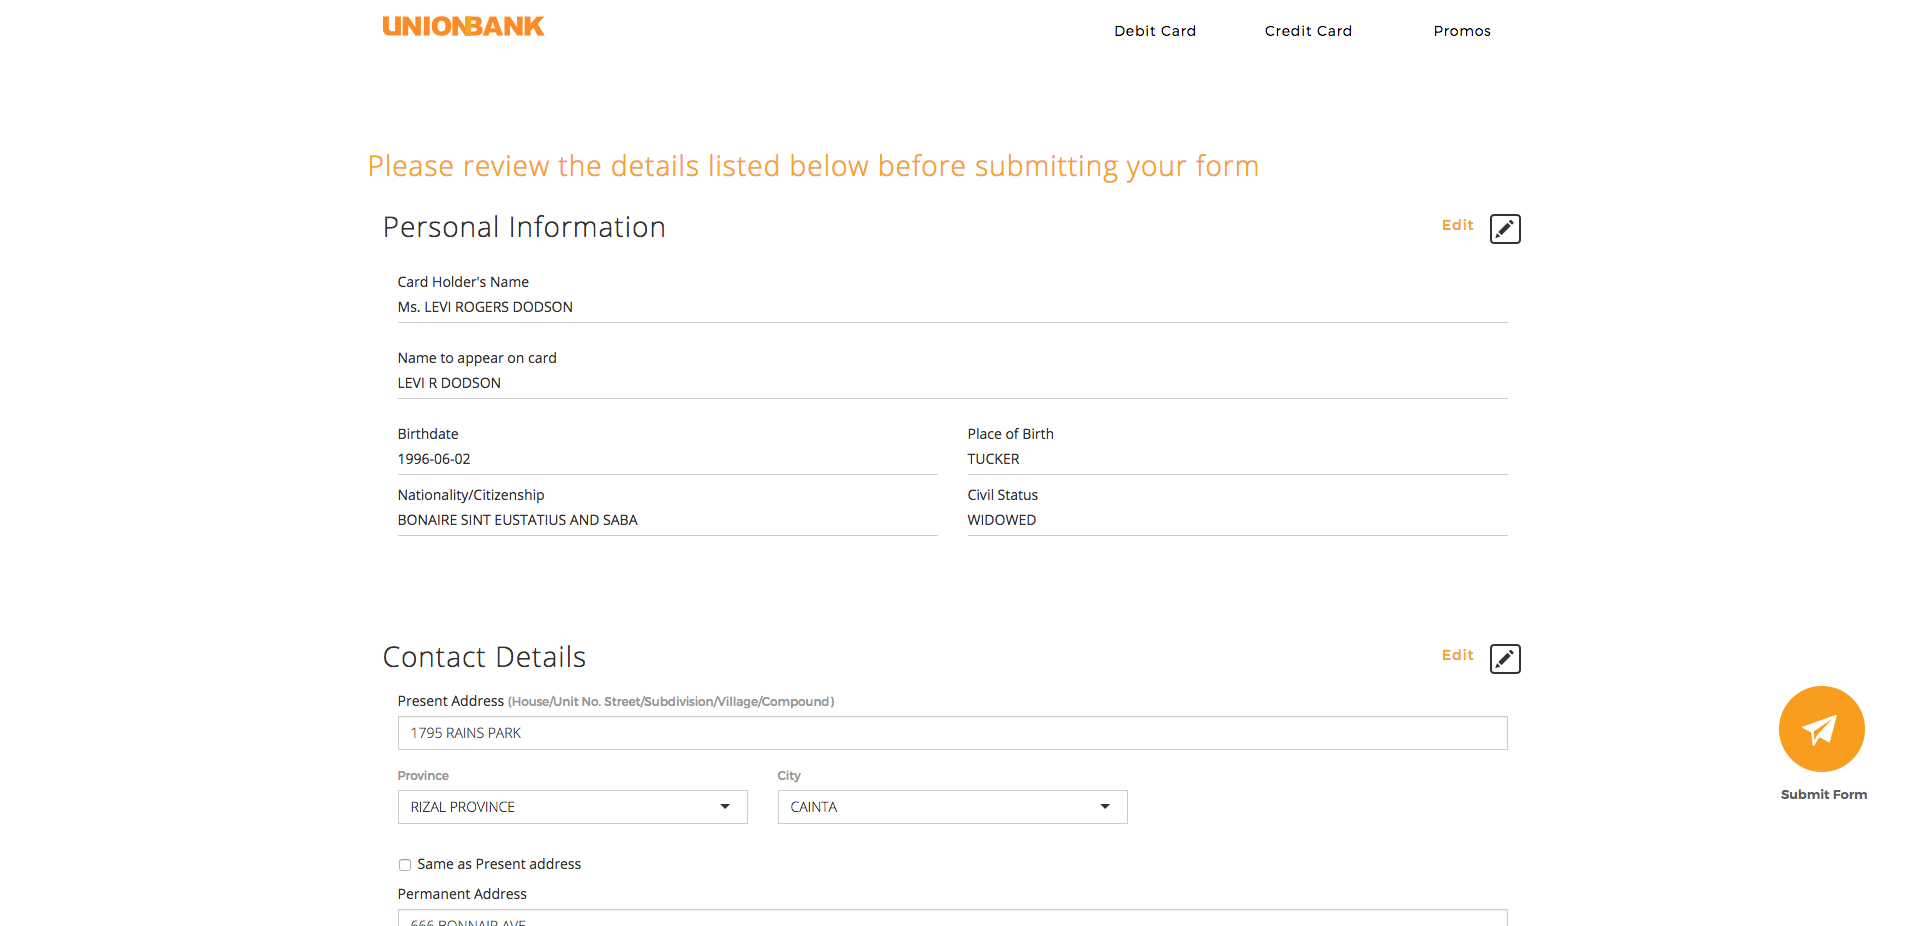 UNIONBANK
Debit Card Credit Card Promos
Please review the details listed below before submitting your form
Personal Information
Edit
Card Holder's Name
Ms. LEVI ROGERS DODSON
Name to appear on card
LEVI R DODSON
Birthdate Place of Birth
1996-06-02 TUCKER
Nationality/Citizenship Civil Status
BONAIRE SINT EUSTATIUS AND SABA WIDOWED
Contact Details
Edit
Present Address (House/Unit No. Street/Subdivision/Village/Compound)
1795 RAINS PARK
Province City
RIZAL PROVINCE CAINTA
Submit Form
Same as Present address
Permanent Address
666 BONNAIR AVE